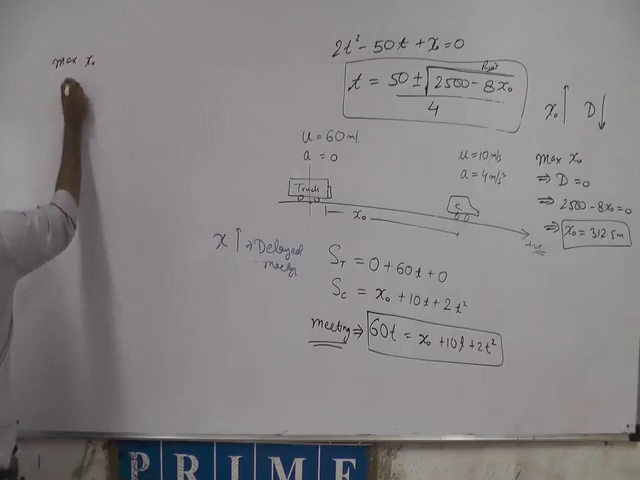 max x₀
2t² - 50t + x₀ = 0
t = 50 ± √2500 - 8x₀
4
x₀ ↑ D ↓
u = 60 m/s
a = 0
u = 10 m/s
a = 4 m/s²
Truck
C
x₀
+ve
max x₀
⇒ D = 0
⇒ 2500 - 8x₀ = 0
⇒ x₀ = 312.5m
x ↑ ⇒ Delayed
S_T = 0 + 60t + 0
S_C = x₀ + 10t + 2t²
meeting ⇒ 60t = x₀ + 10t + 2t²
PRIME